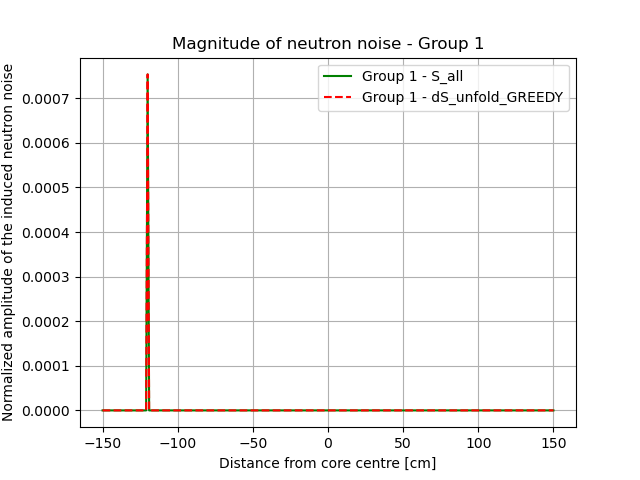 Magnitude of neutron noise - Group 1
Normalized amplitude of the induced neutron noise
0.0007
0.0006
0.0005
0.0004
0.0003
0.0002
0.0001
0.0000
Group 1 - S_all
Group 1 - dS_unfold_GREEDY
−150 −100 −50 0 50 100 150
Distance from core centre [cm]